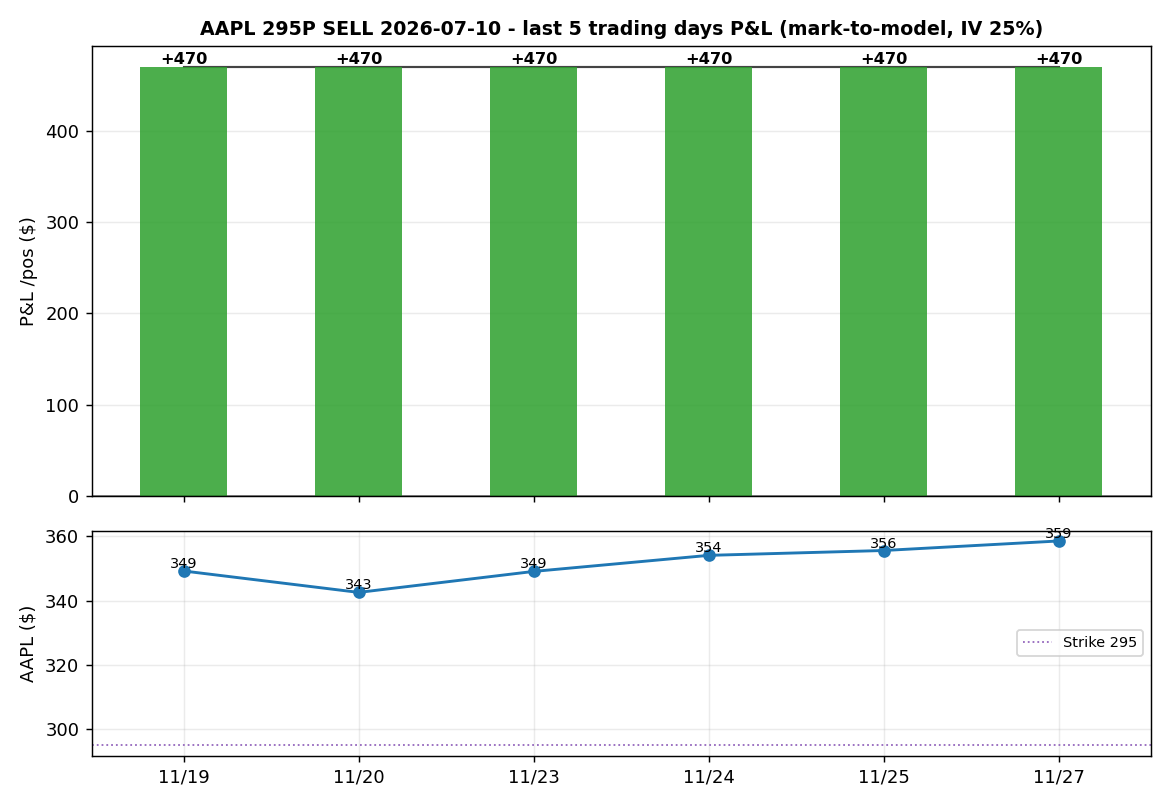 AAPL 295P SELL 2026-07-10 - last 5 trading days P&L (mark-to-model, IV 25%)
+470 +470 +470 +470 +470 +470
400
300
200
100
0
P&L /pos ($)
360
340
320
300
AAPL ($)
349 343 349 354 356 359
Strike 295
11/19 11/20 11/23 11/24 11/25 11/27